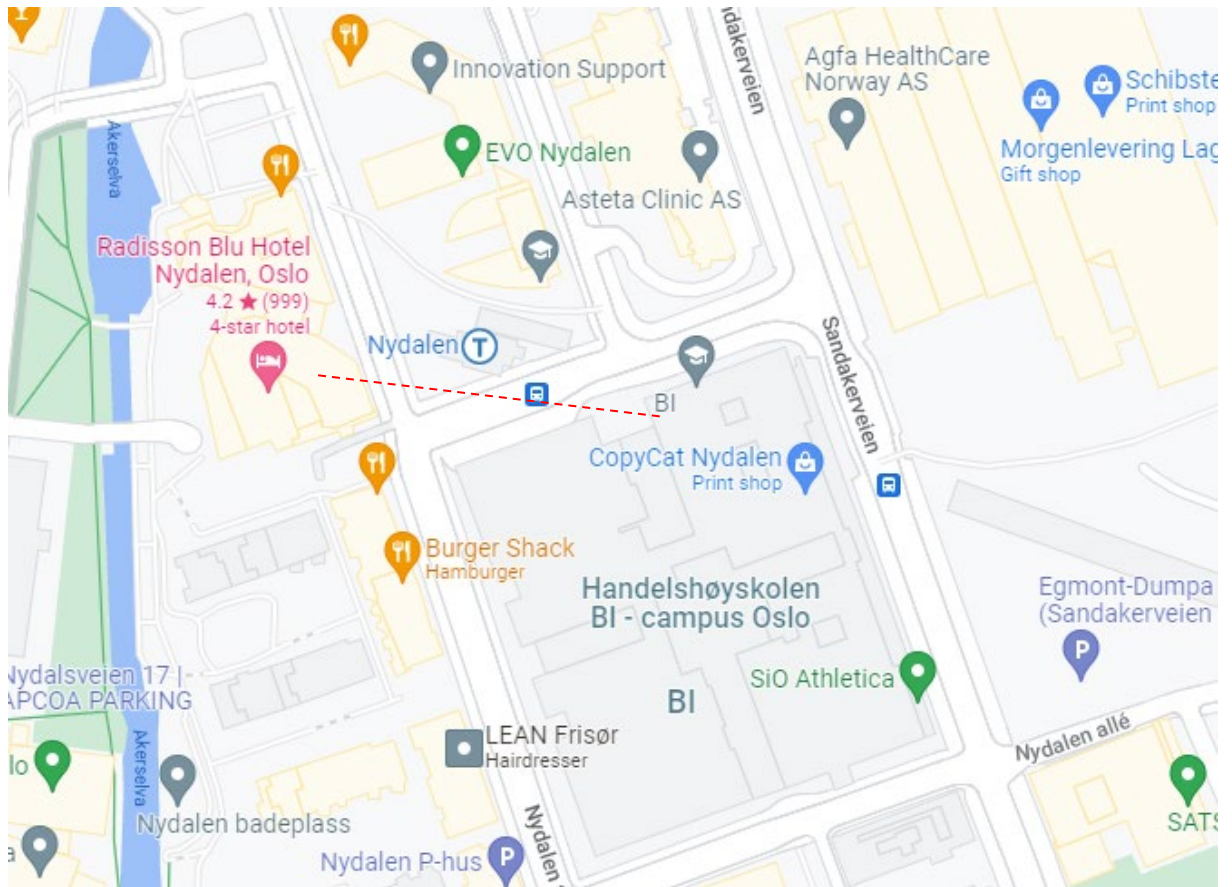 Akerselva
Innovation Support
EVO Nydalen
Asteta Clinic AS
Sandakerveien
Agfa HealthCare
Norway AS
Schibste
Print shop
Morgenlevering Lag
Gift shop
Radisson Blu Hotel
Nydalen, Oslo
4.2 ★ (999)
4-star hotel
Nydalen T
Sandakerveien
BI
CopyCat Nydalen
Print shop
Burger Shack
Hamburger
Handelshøyskolen
BI - campus Oslo
Egmont-Dumpa
(Sandakerveien
P
SiO Athletica
BI
Nydalsveien 17 |
APCOA PARKING
LEAN Frisør
Hairdresser
Nydalen allé
lo
Akerselva
Nydalen badeplass
SATS
a
Nydalen P-hus P
Nydalen